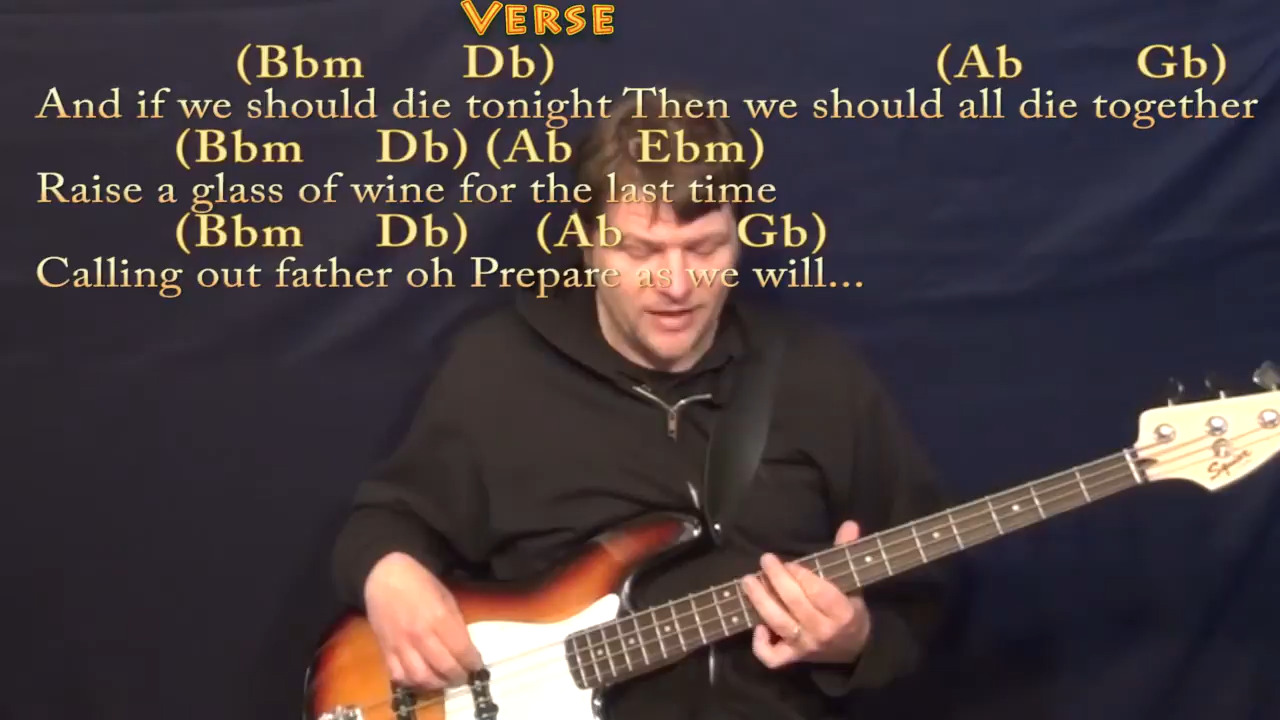 VERSE
(Bbm Db) (Ab Gb)
And if we should die tonight Then we should all die together
(Bbm Db) (Ab Ebm)
Raise a glass of wine for the last time
(Bbm Db) (Ab Gb)
Calling out father oh Prepare as we will...
Squier